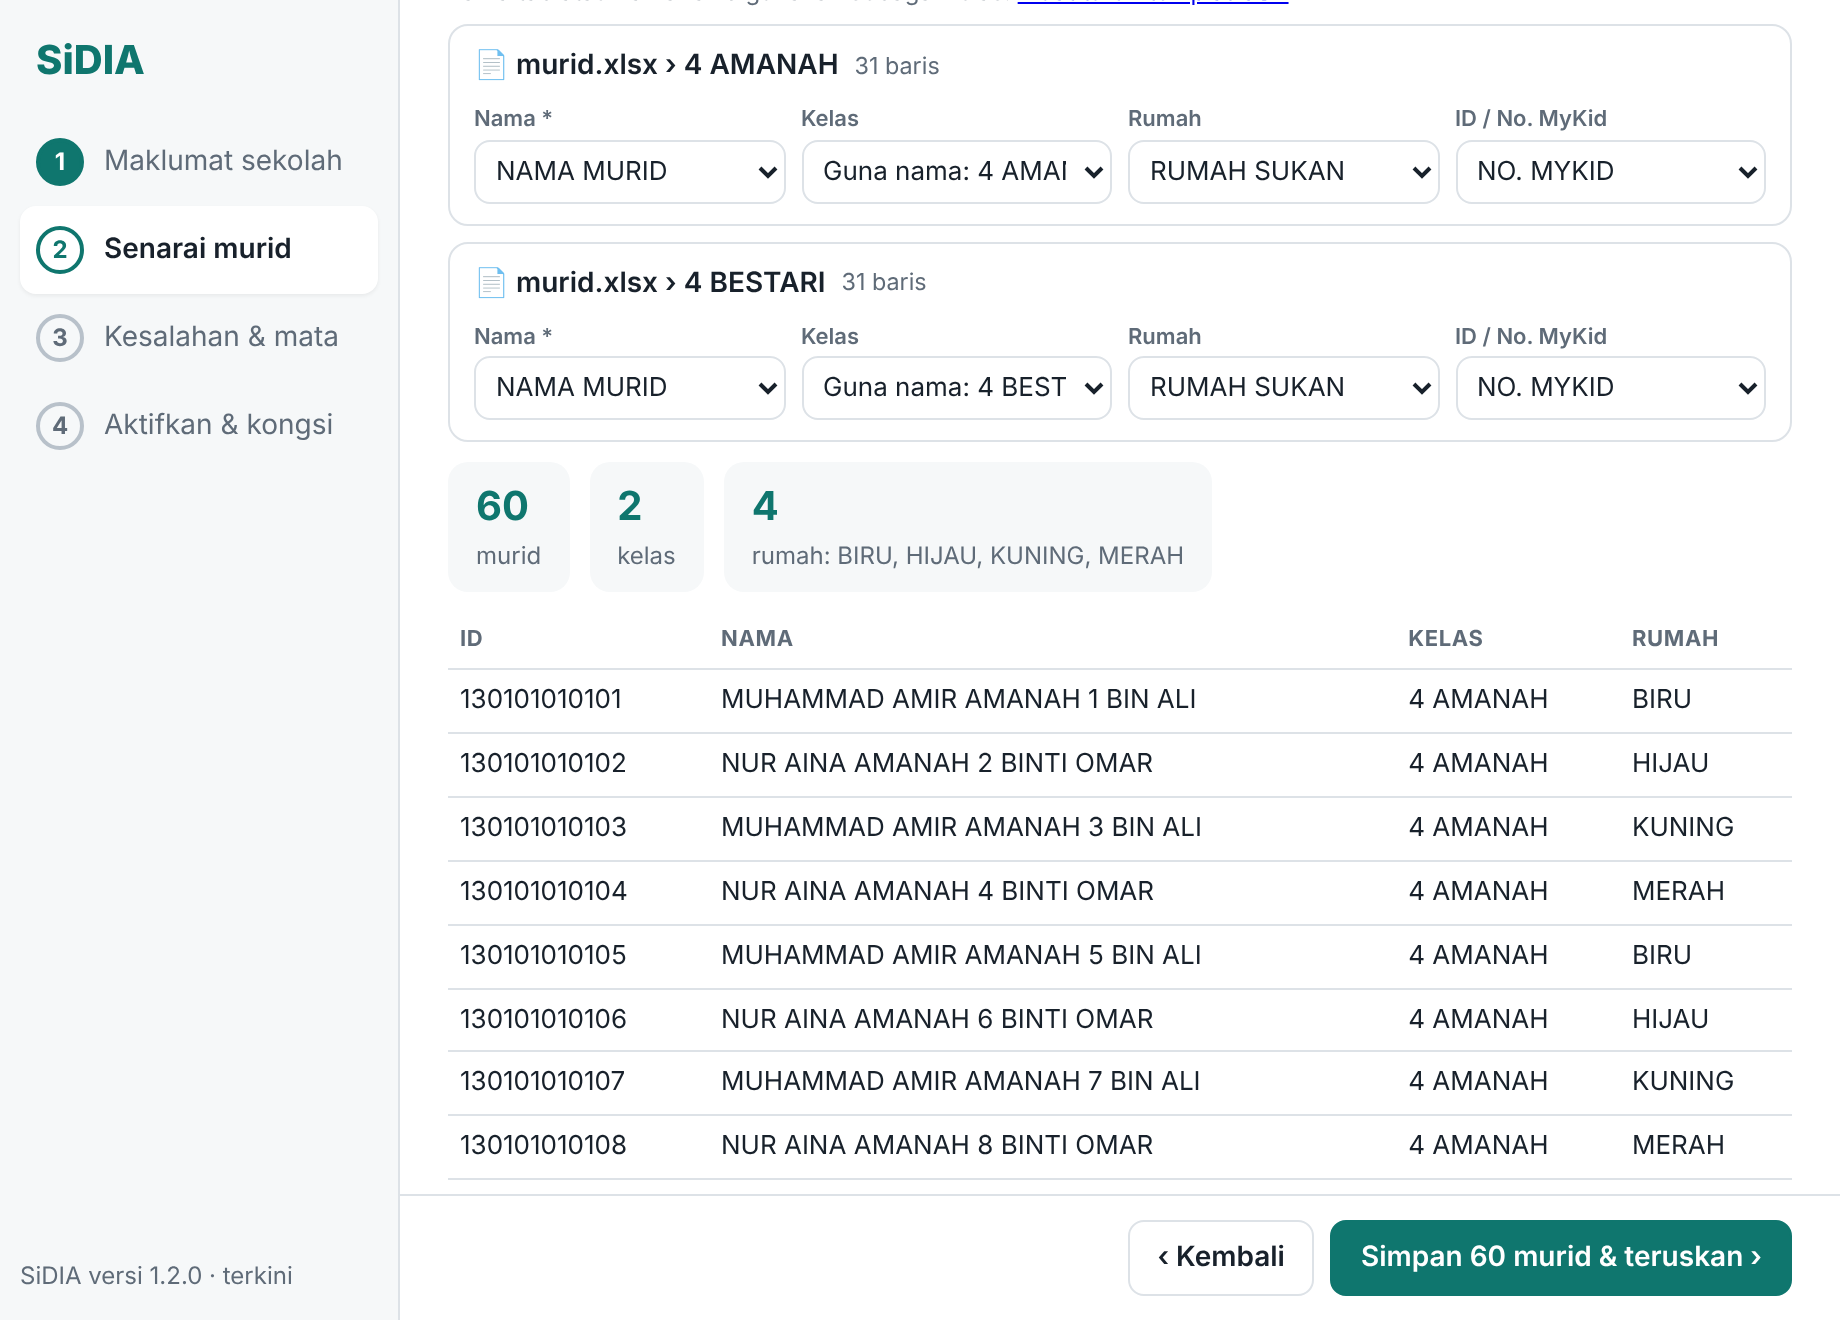 SiDIA
1 Maklumat sekolah
2 Senarai murid
3 Kesalahan & mata
4 Aktifkan & kongsi
SiDIA versi 1.2.0 · terkini
murid.xlsx › 4 AMANAH 31 baris
Nama * Kelas Rumah ID / No. MyKid
NAMA MURID Guna nama: 4 AMA RUMAH SUKAN NO. MYKID
murid.xlsx › 4 BESTARI 31 baris
Nama * Kelas Rumah ID / No. MyKid
NAMA MURID Guna nama: 4 BEST RUMAH SUKAN NO. MYKID
60 2 4
murid kelas rumah: BIRU, HIJAU, KUNING, MERAH
ID NAMA KELAS RUMAH
130101010101 MUHAMMAD AMIR AMANAH 1 BIN ALI 4 AMANAH BIRU
130101010102 NUR AINA AMANAH 2 BINTI OMAR 4 AMANAH HIJAU
130101010103 MUHAMMAD AMIR AMANAH 3 BIN ALI 4 AMANAH KUNING
130101010104 NUR AINA AMANAH 4 BINTI OMAR 4 AMANAH MERAH
130101010105 MUHAMMAD AMIR AMANAH 5 BIN ALI 4 AMANAH BIRU
130101010106 NUR AINA AMANAH 6 BINTI OMAR 4 AMANAH HIJAU
130101010107 MUHAMMAD AMIR AMANAH 7 BIN ALI 4 AMANAH KUNING
130101010108 NUR AINA AMANAH 8 BINTI OMAR 4 AMANAH MERAH
‹ Kembali Simpan 60 murid & teruskan ›